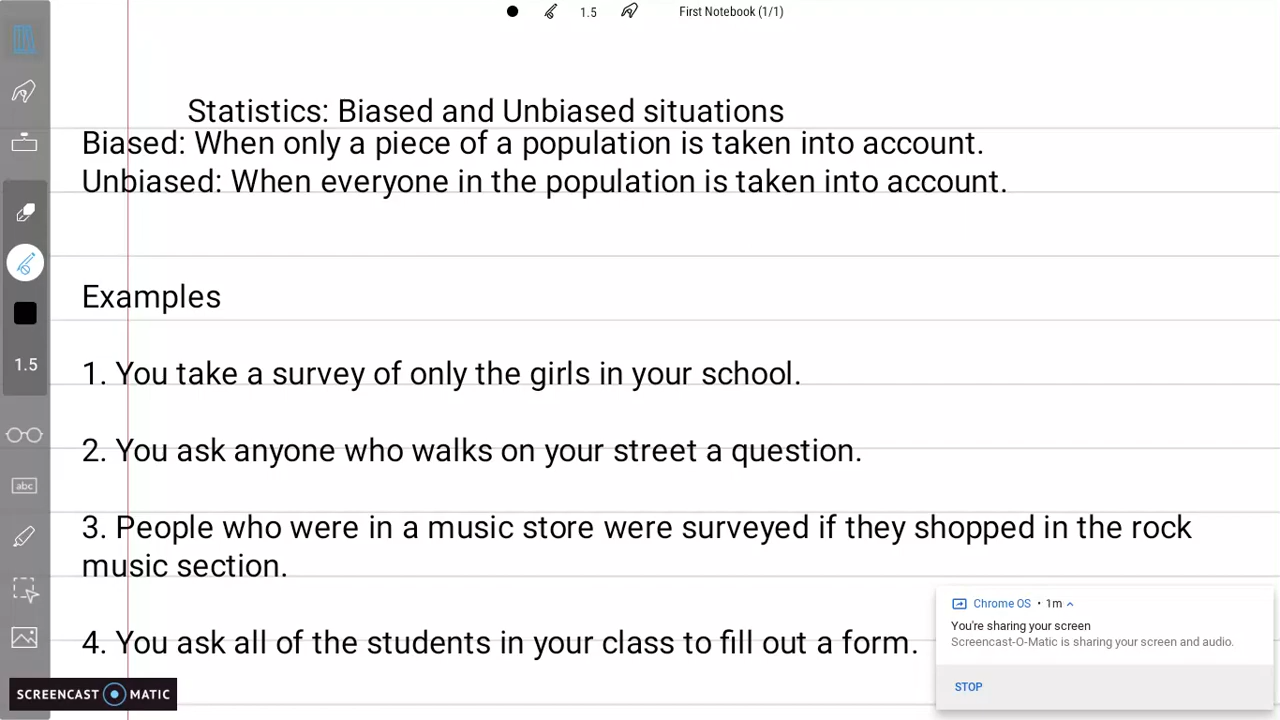 1.5
First Notebook (1/1)
Statistics: Biased and Unbiased situations
Biased: When only a piece of a population is taken into account.
Unbiased: When everyone in the population is taken into account.
Examples
1. You take a survey of only the girls in your school.
1.5
2. You ask anyone who walks on your street a question.
abc
3. People who were in a music store were surveyed if they shopped in the rock
music section.
4. You ask all of the students in your class to fill out a form.
Chrome OS • 1m
You're sharing your screen
Screencast-O-Matic is sharing your screen and audio.
STOP
SCREENCAST MATIC